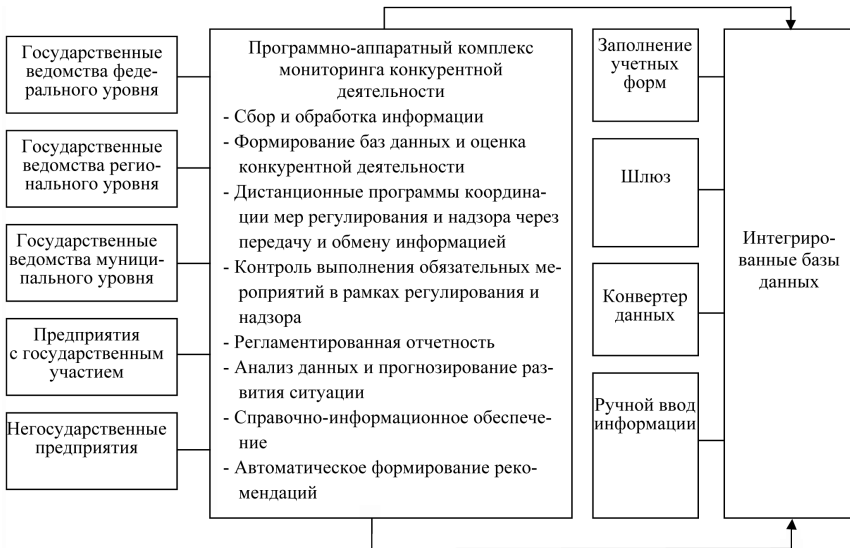 Государственные
ведомства феде-
рального уровня
Государственные
ведомства регио-
нального уровня
Государственные
ведомства муници-
пального уровня
Предприятия
с государственным
участием
Негосударственные
предприятия
Программно-аппаратный комплекс
мониторинга конкурентной
деятельности
- Сбор и обработка информации
- Формирование баз данных и оценка
конкурентной деятельности
- Дистанционные программы координа-
ции мер регулирования и надзора через
передачу и обмену информацией
- Контроль выполнения обязательных ме-
роприятий в рамках регулирования и
надзора
- Регламентированная отчетность
- Анализ данных и прогнозирование раз-
вития ситуации
- Справочно-информационное обеспече-
ние
- Автоматическое формирование реко-
мендаций
Заполнение
учетных
форм
Шлюз
Конвертер
данных
Ручной ввод
информации
Интегриро-
ванные базы
данных